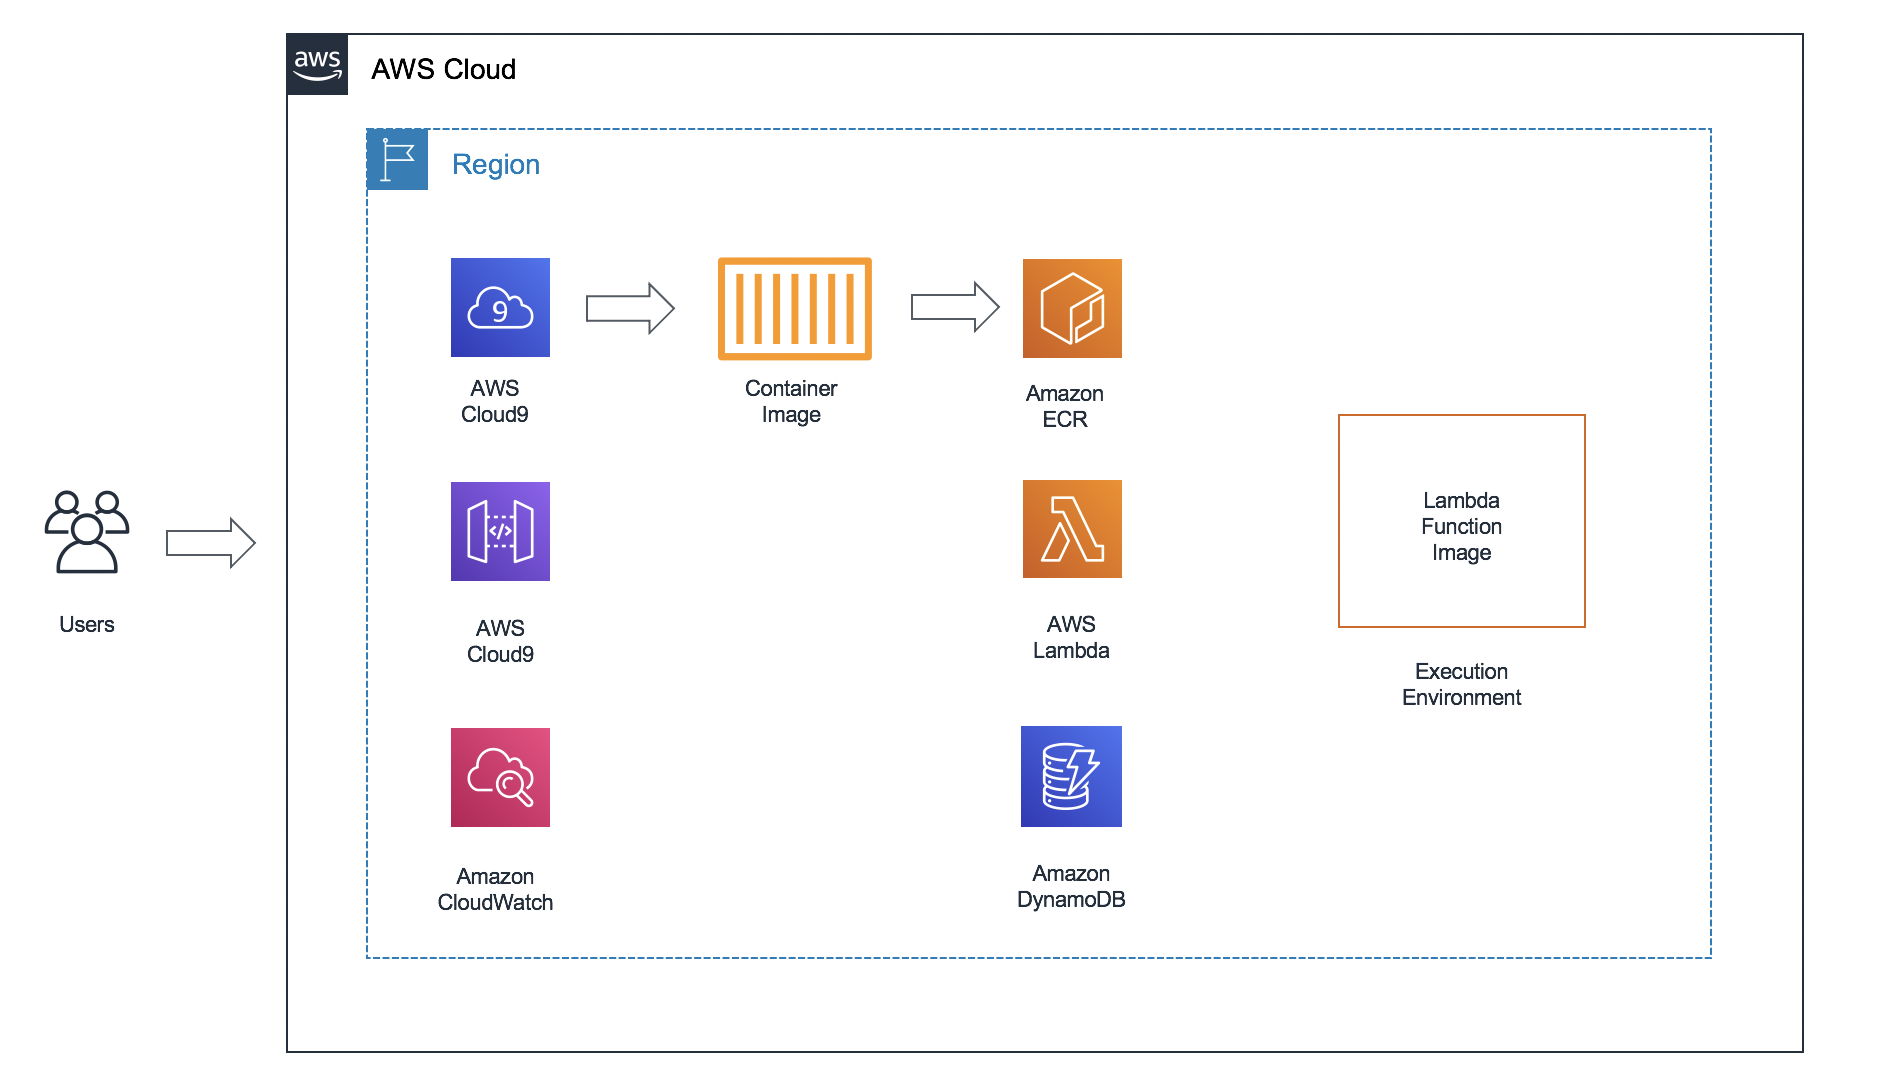 aws
AWS Cloud
Region
9
AWS
Cloud9
Container
Image
Amazon
ECR
Users
</>
AWS
Cloud9
AWS
Lambda
Lambda
Function
Image
Execution
Environment
Amazon
CloudWatch
Amazon
DynamoDB